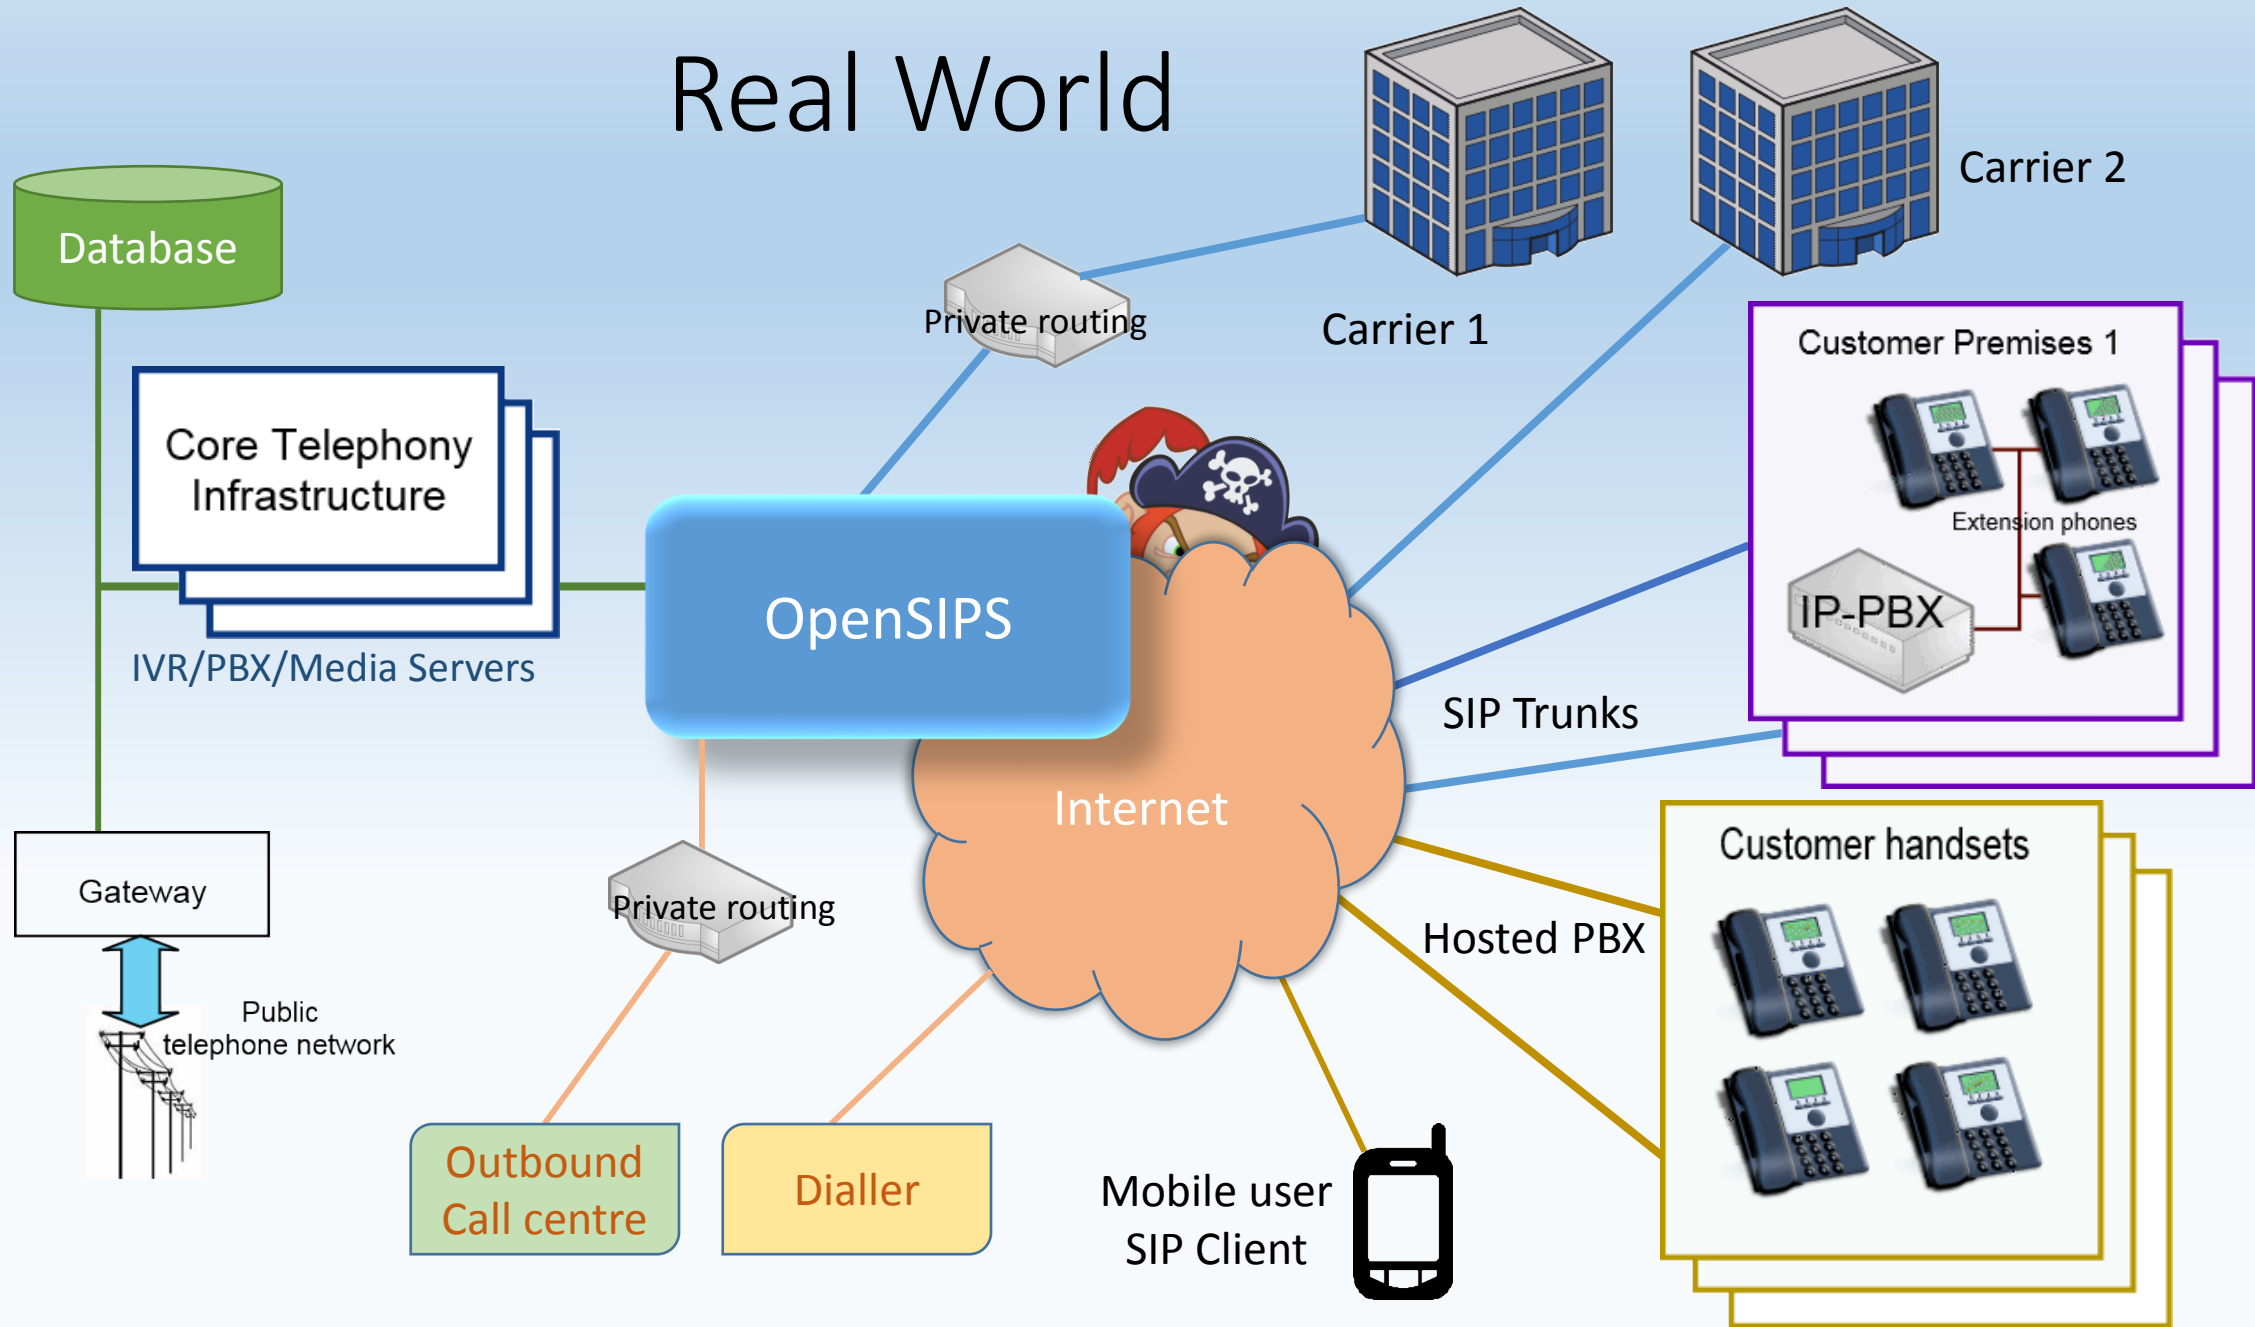 Real World
Carrier 2
Database
Private routing
Carrier 1
Customer Premises 1
Core Telephony
Infrastructure
Extension phones
OpenSIPS
IP-PBX
IVR/PBX/Media Servers
SIP Trunks
Internet
Customer handsets
Gateway
Private routing
Hosted PBX
Public
telephone network
Outbound
Call centre
Dialler
Mobile user
SIP Client